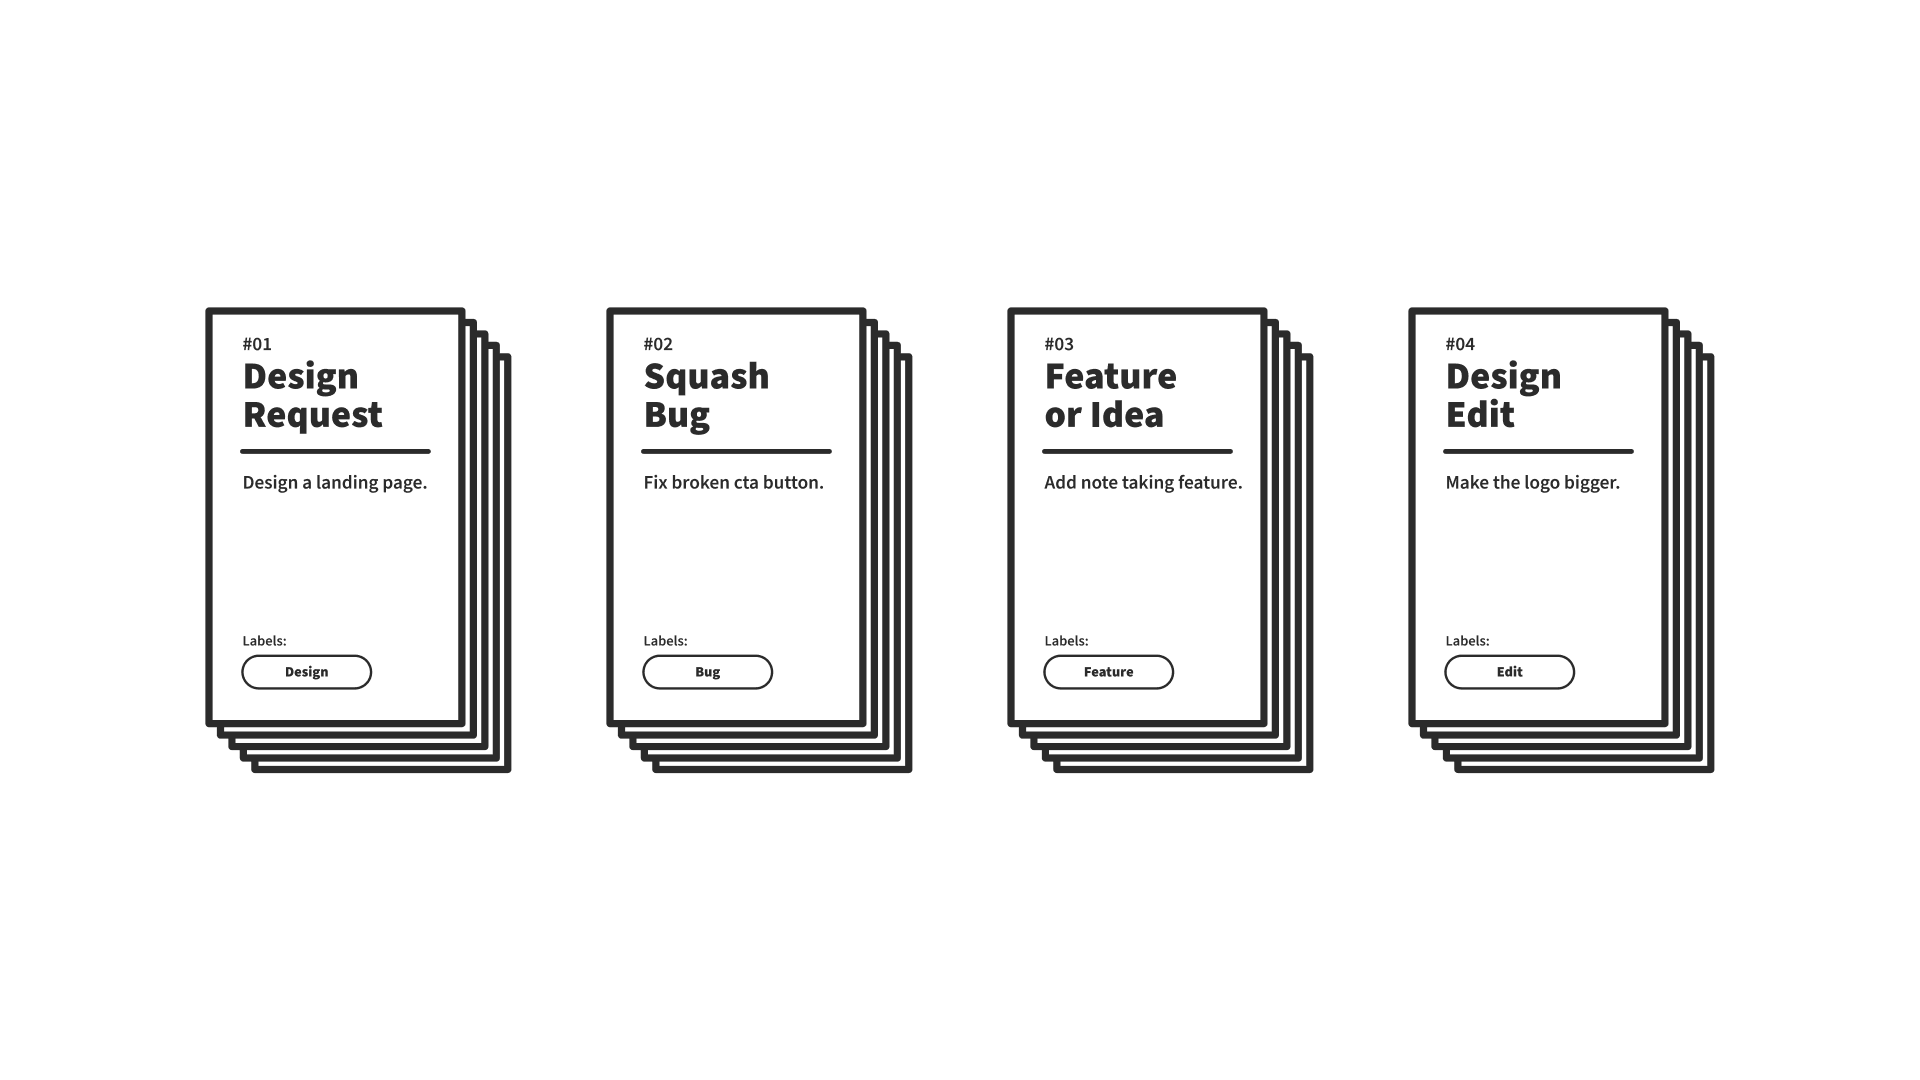 #01
Design
Request
Design a landing page.
Labels:
Design
#02
Squash
Bug
Fix broken cta button.
Labels:
Bug
#03
Feature
or Idea
Add note taking feature.
Labels:
Feature
#04
Design
Edit
Make the logo bigger.
Labels:
Edit